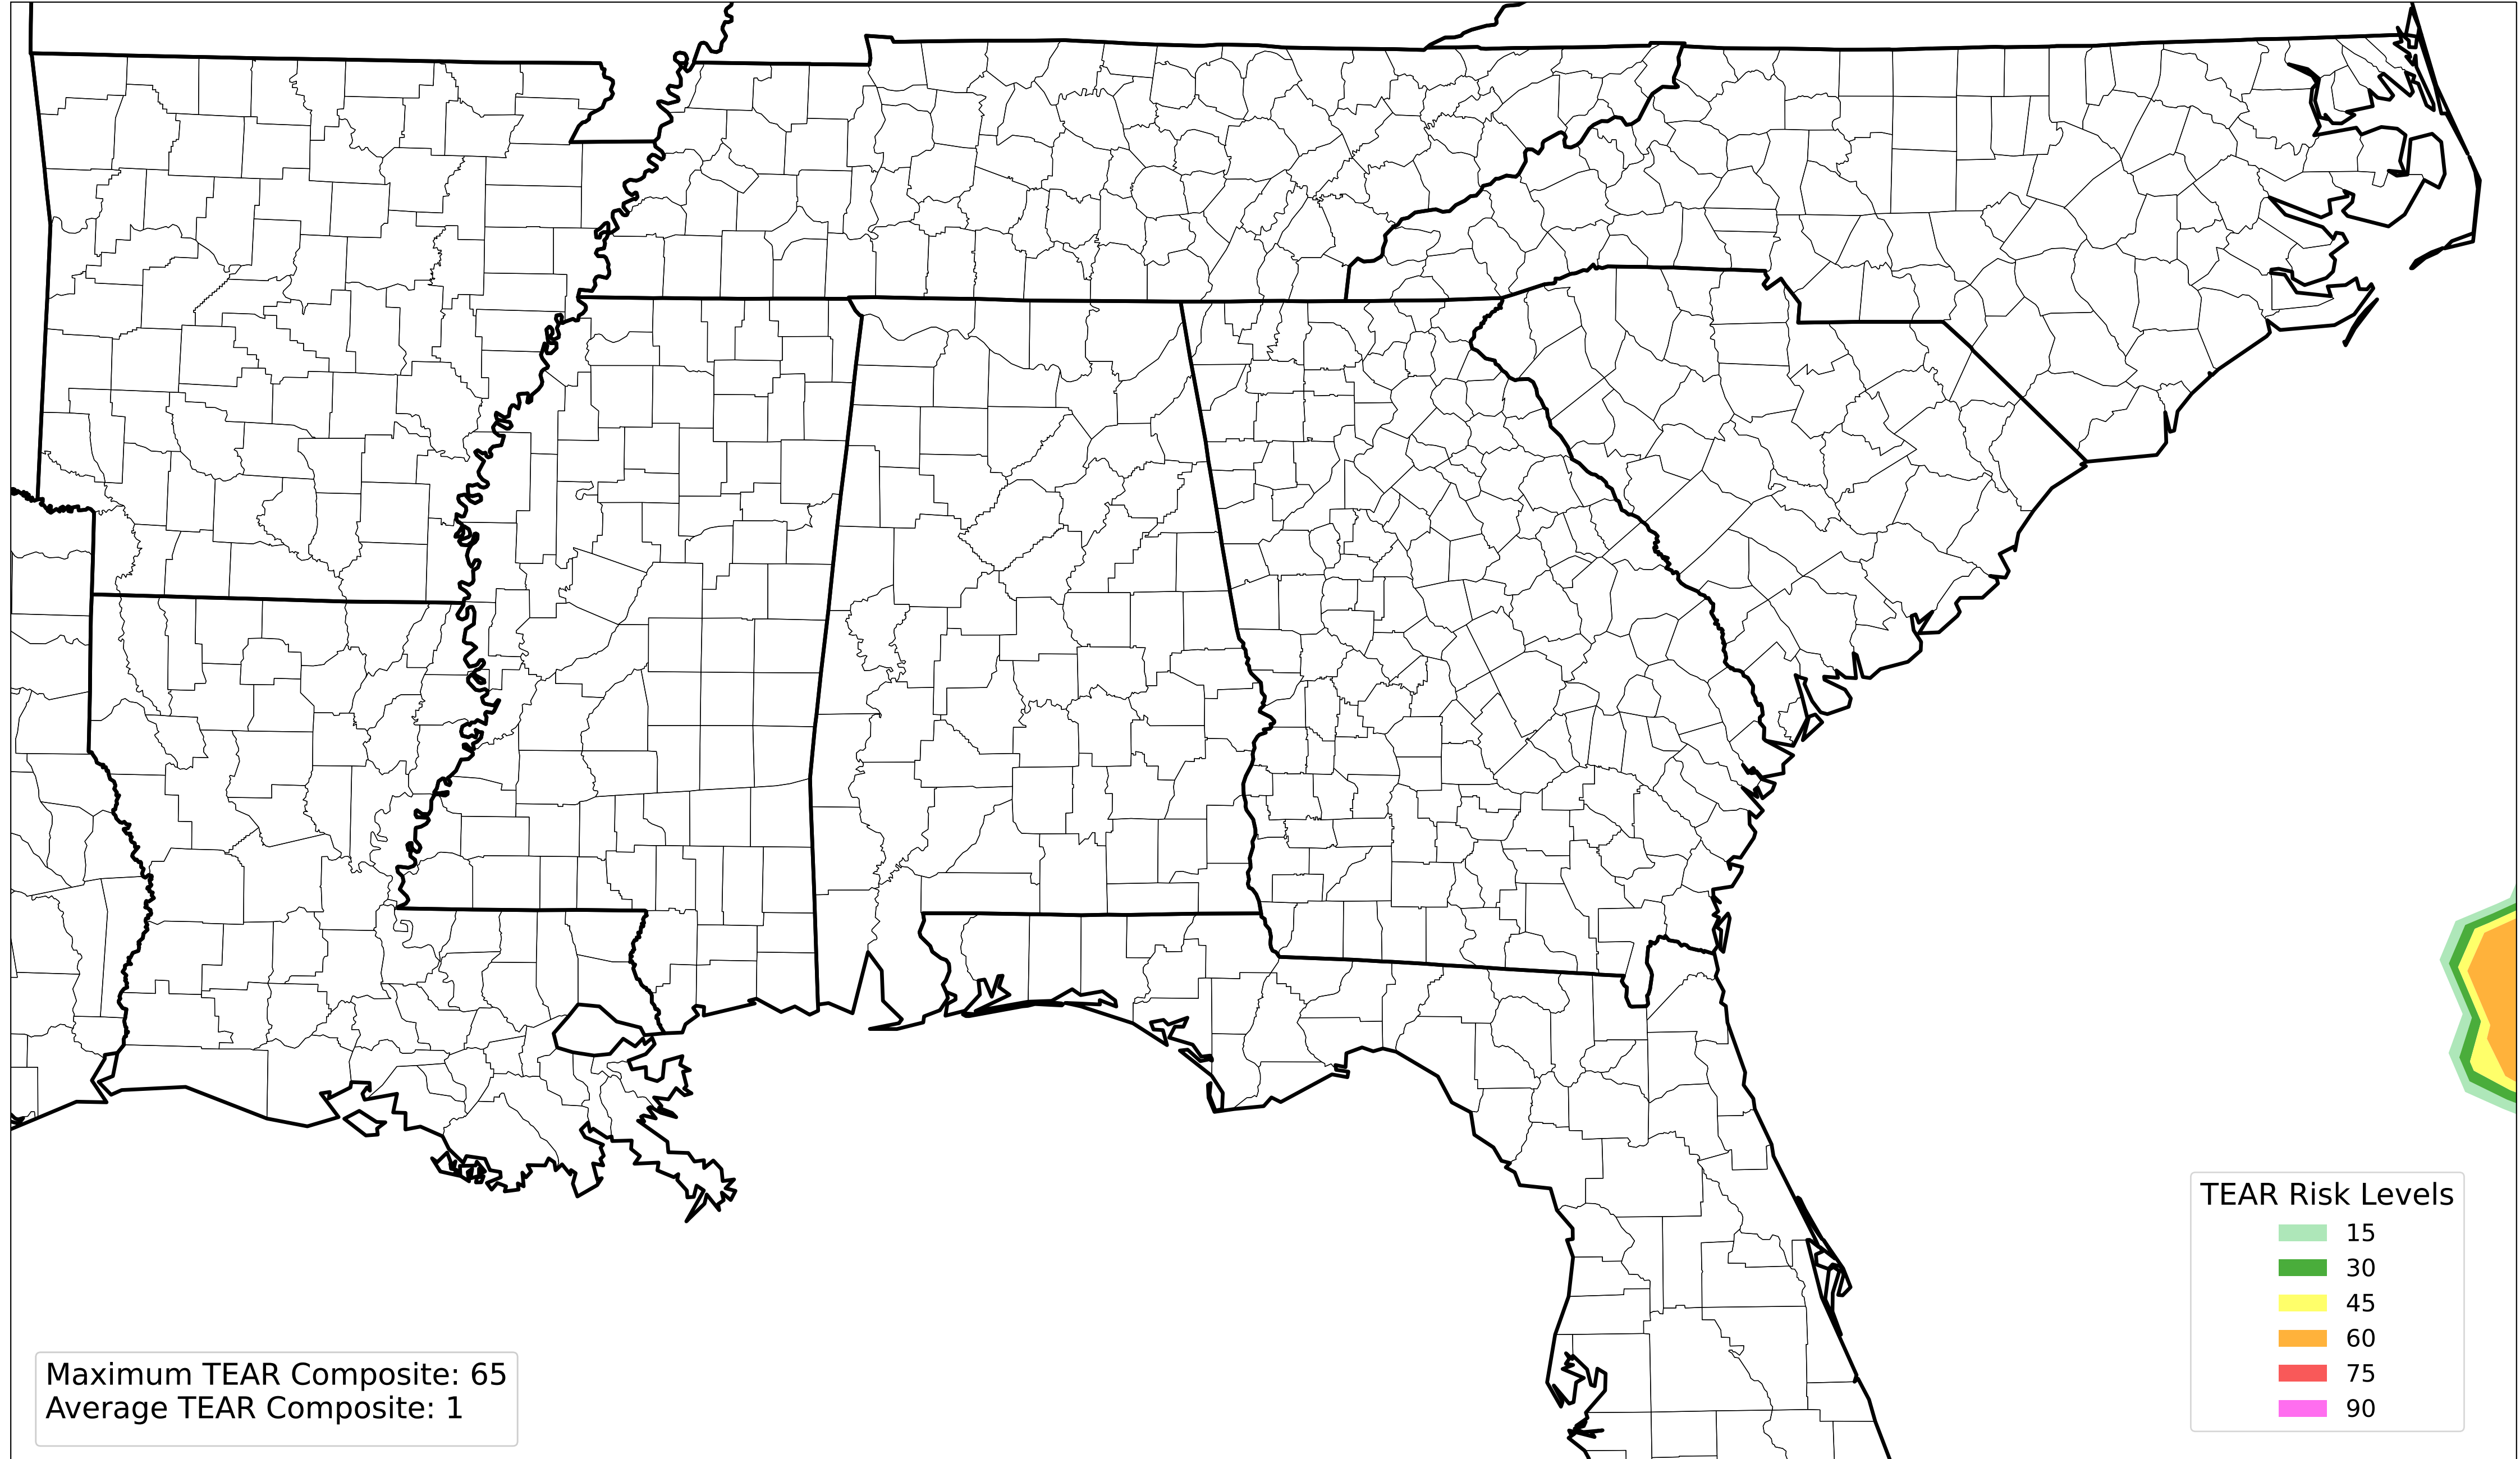 TEAR Risk Levels
15
30
45
60
75
90
Maximum TEAR Composite: 65
Average TEAR Composite: 1